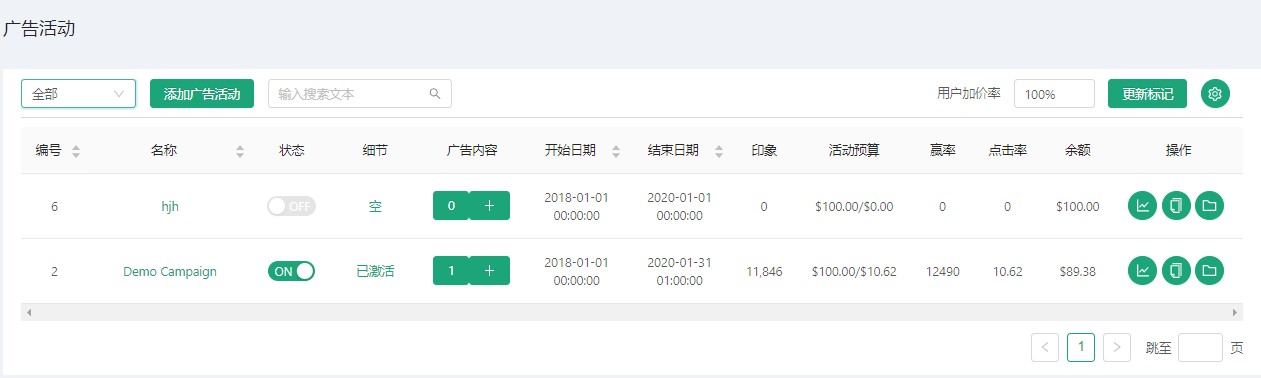 广告活动
全部 添加广告活动 输入搜索文本 用户加价率 100% 更新标记
编号 名称 状态 细节 广告内容 开始日期 结束日期 印象 活动预算 赢率 点击率 余额 操作
6 hjh OFF 空 0 + 2018-01-01 00:00:00 2020-01-01 00:00:00 0 $100.00/$0.00 0 0 $100.00
2 Demo Campaign ON 已激活 1 + 2018-01-01 00:00:00 2020-01-31 01:00:00 11,846 $100.00/$10.62 12490 10.62 $89.38
< 1 > 跳至 页